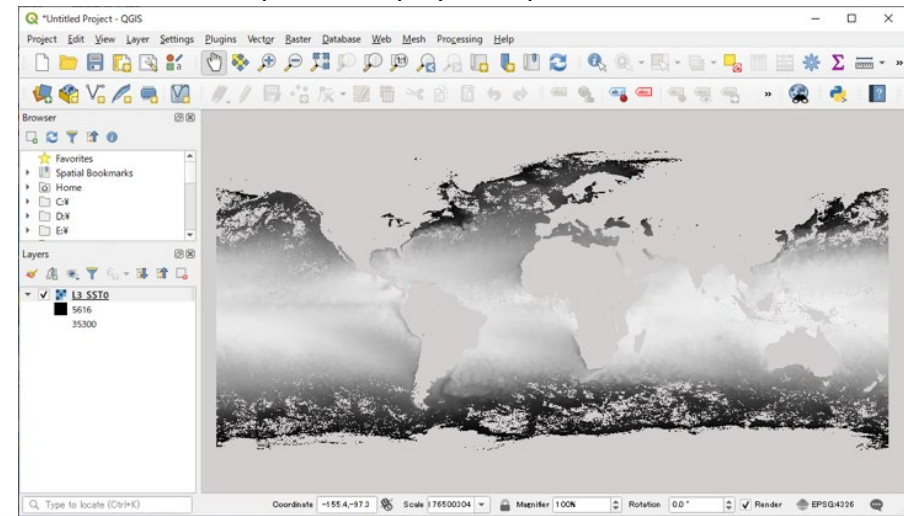 *Untitled Project - QGIS
Project Edit View Layer Settings Plugins Vector Raster Database Web Mesh Processing Help
Browser
Favorites
Spatial Bookmarks
Home
C:¥
D:¥
E:¥
Layers
L3_SST0
5616
35300
Type to locate (Ctrl+K)
Coordinate -155.4,-97.3 Scale 176500304 Magnifier 100% Rotation 0.0 ° Render EPSG:4326